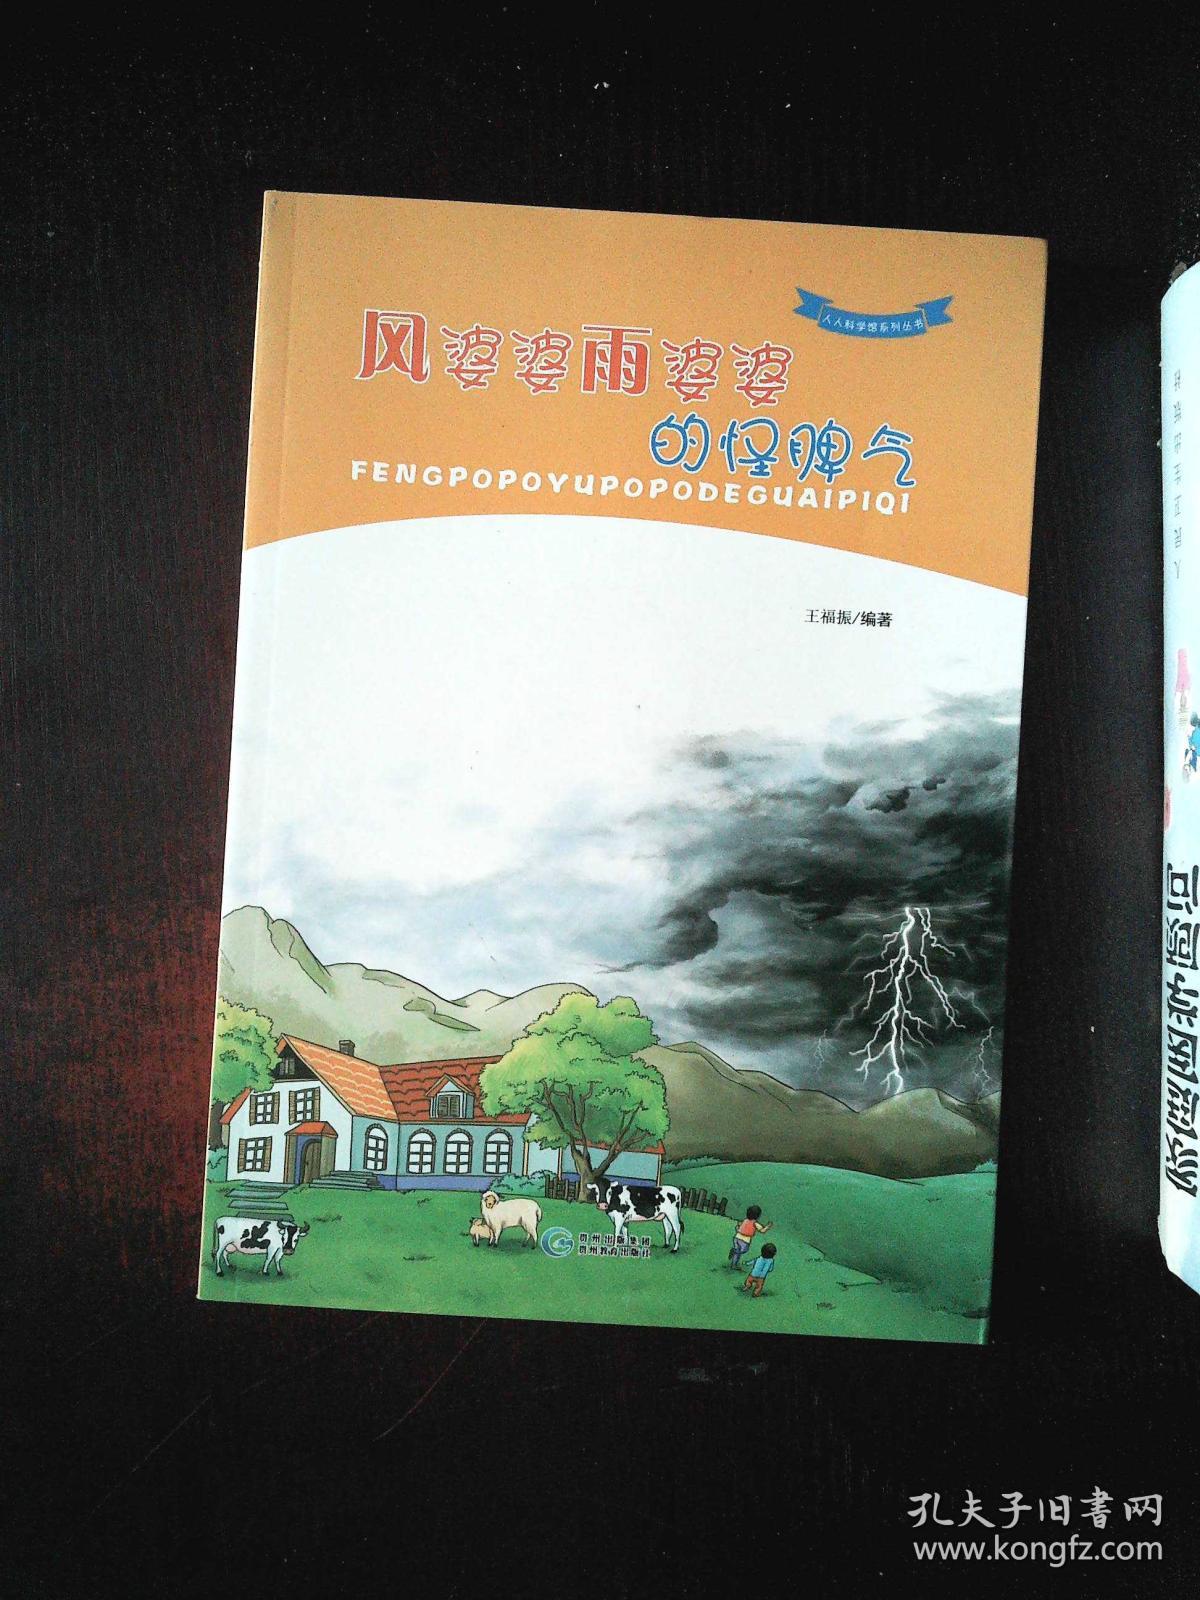 人人科学馆系列丛书
风婆婆雨婆婆
的怪脾气
FENGPOPOYUPOPODEGUAIPIQI
王福振/编著
贵州出版集团
贵州教育出版社
孔夫子旧書网
www.kongfz.com